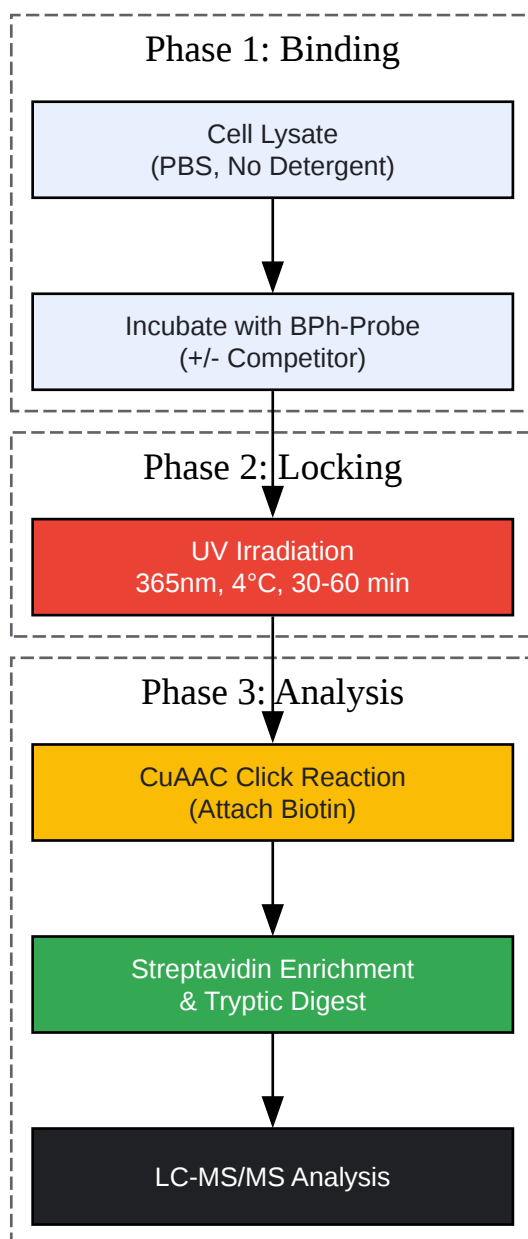 Phase 1: Binding
Cell Lysate
(PBS, No Detergent)
Incubate with BPh-Probe
(+/- Competitor)
Phase 2: Locking
UV Irradiation
365nm, 4°C, 30-60 min
Phase 3: Analysis
CuAAC Click Reaction
(Attach Biotin)
Streptavidin Enrichment
& Tryptic Digest
LC-MS/MS Analysis